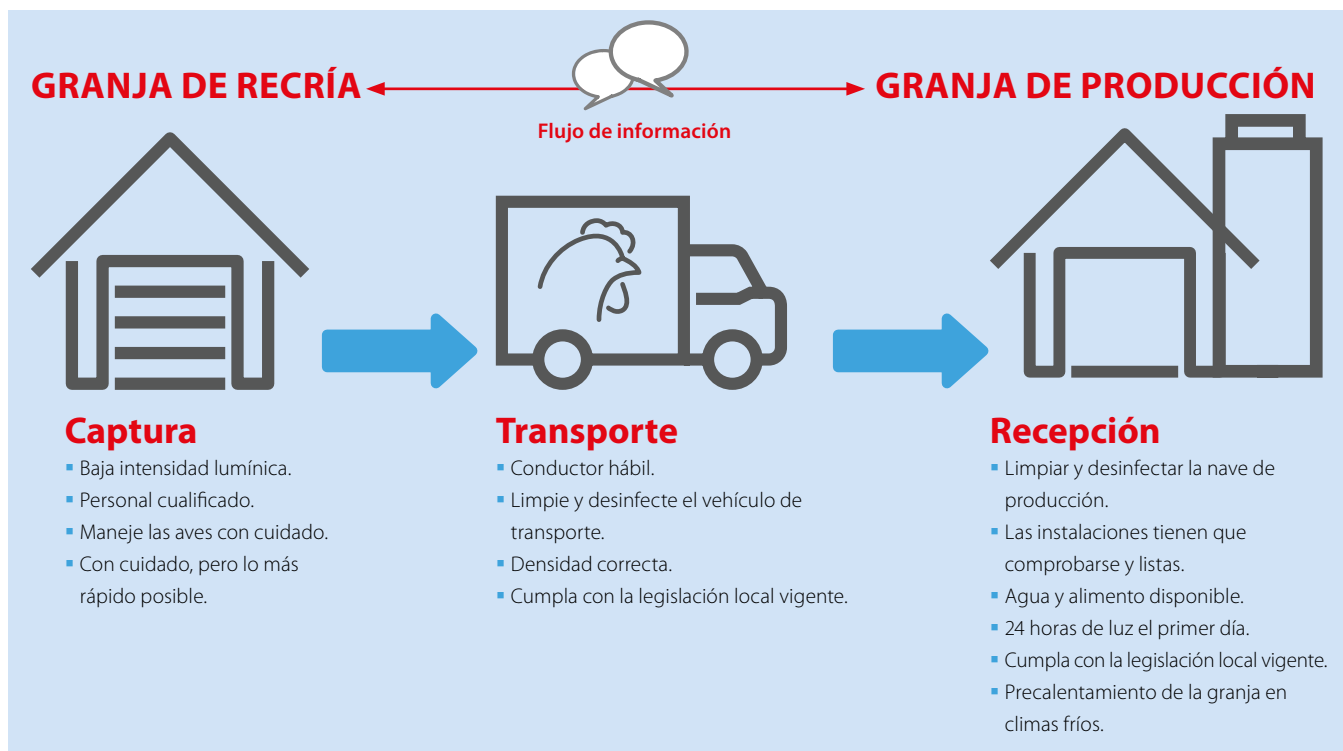 GRANJA DE RECRÍA
GRANJA DE PRODUCCIÓN
Flujo de información
Captura
Baja intensidad lumínica.
Personal cualificado.
Maneje las aves con cuidado.
Con cuidado, pero lo más
rápido posible.
Transporte
Conductor hábil.
Limpie y desinfecte el vehículo de
transporte.
Densidad correcta.
Cumpla con la legislación local vigente.
Recepción
Limpiar y desinfectar la nave de
producción.
Las instalaciones tienen que
comprobarse y listas.
Agua y alimento disponible.
24 horas de luz el primer día.
Cumpla con la legislación local vigente.
Precalentamiento de la granja en
climas fríos.